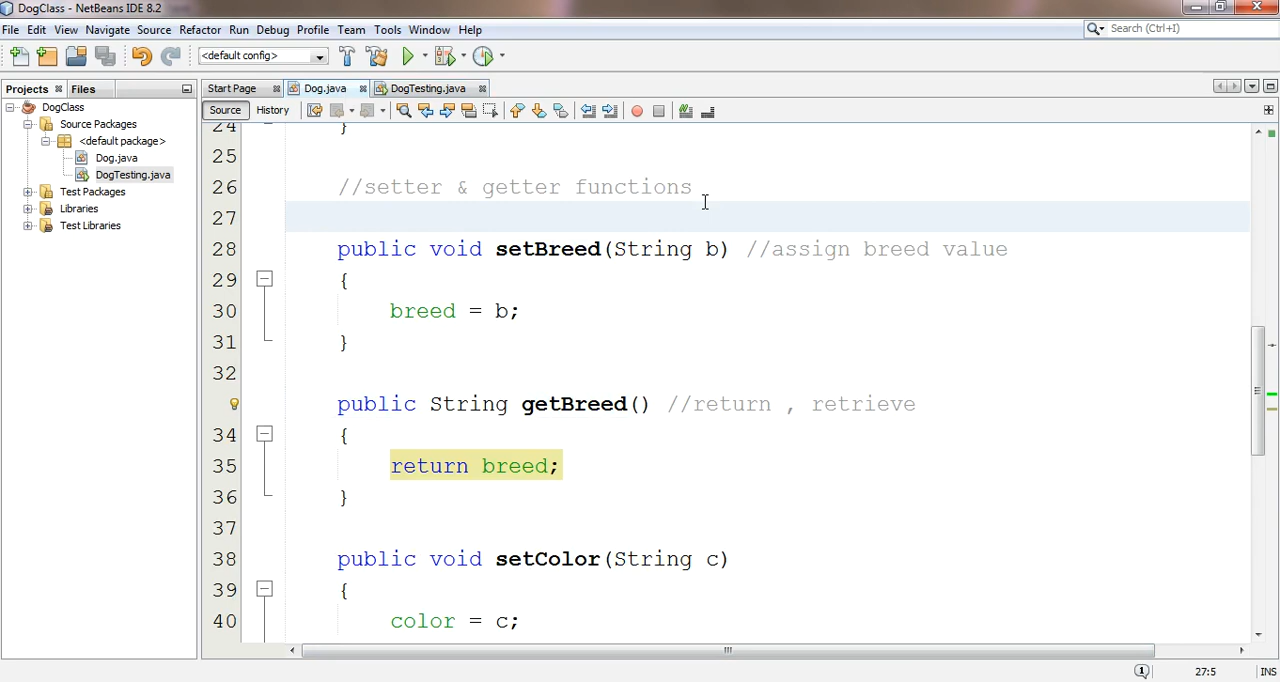 DogClass - NetBeans IDE 8.2
File Edit View Navigate Source Refactor Run Debug Profile Team Tools Window Help
Search (Ctrl+I)
<default config>
Projects Files
Start Page Dog.java DogTesting.java
DogClass
Source Packages
<default package>
Dog.java
DogTesting.java
Test Packages
Libraries
Test Libraries
Source History
24 }
25
26 //setter & getter functions
27
28 public void setBreed(String b) //assign breed value
29 {
30 breed = b;
31 }
32
public String getBreed() //return , retrieve
34 {
35 return breed;
36 }
37
38 public void setColor(String c)
39 {
40 color = c;
1 27:5 INS